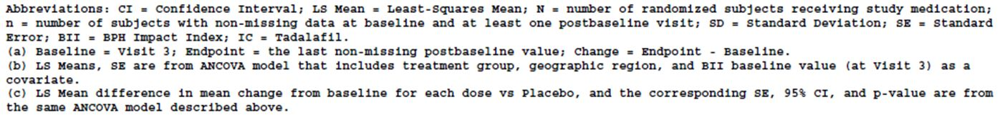 Abbreviations: CI = Confidence Interval; LS Mean = Least-Squares Mean; N = number of randomized subjects receiving study medication;
n = number of subjects with non-missing data at baseline and at least one postbaseline visit; SD = Standard Deviation; SE = Standard
Error; BII = BPH Impact Index; IC = Tadalafil.
(a) Baseline = Visit 3; Endpoint = the last non-missing postbaseline value; Change = Endpoint - Baseline.
(b) LS Means, SE are from ANCOVA model that includes treatment group, geographic region, and BII baseline value (at Visit 3) as a
covariate.
(c) LS Mean difference in mean change from baseline for each dose vs Placebo, and the corresponding SE, 95% CI, and p-value are from
the same ANCOVA model described above.